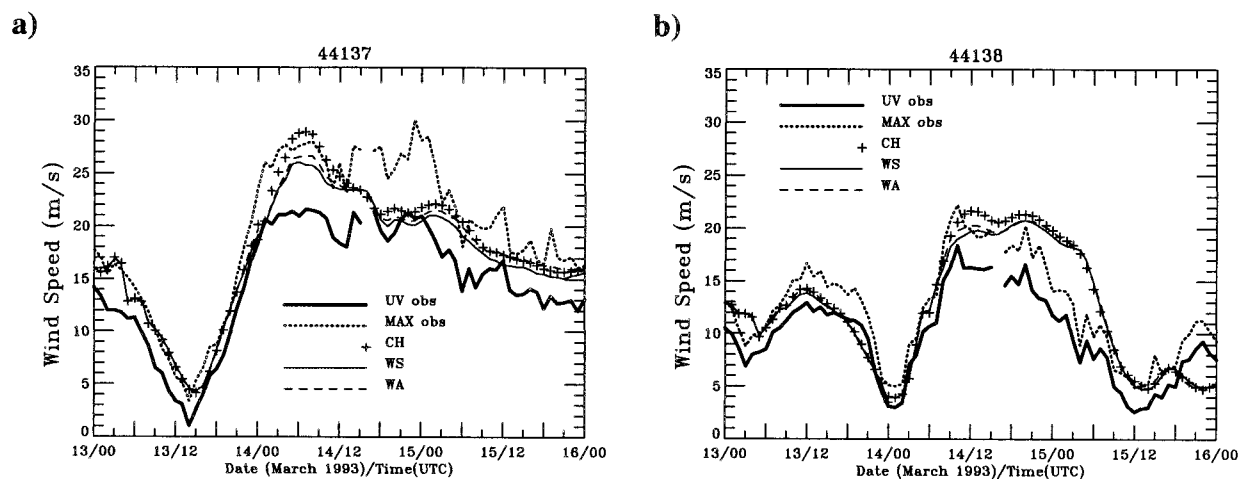 a)
44137
35
30
25
20
15
10
5
0
Wind Speed (m/s)
UV obs
MAX obs
CH
WS
WA
13/00 13/12 14/00 14/12 15/00 15/12 16/00
Date (March 1993)/Time(UTC)
b)
44138
35
30
25
20
15
10
5
0
Wind Speed (m/s)
UV obs
MAX obs
CH
WS
WA
13/00 13/12 14/00 14/12 15/00 15/12 16/00
Date (March 1993)/Time(UTC)